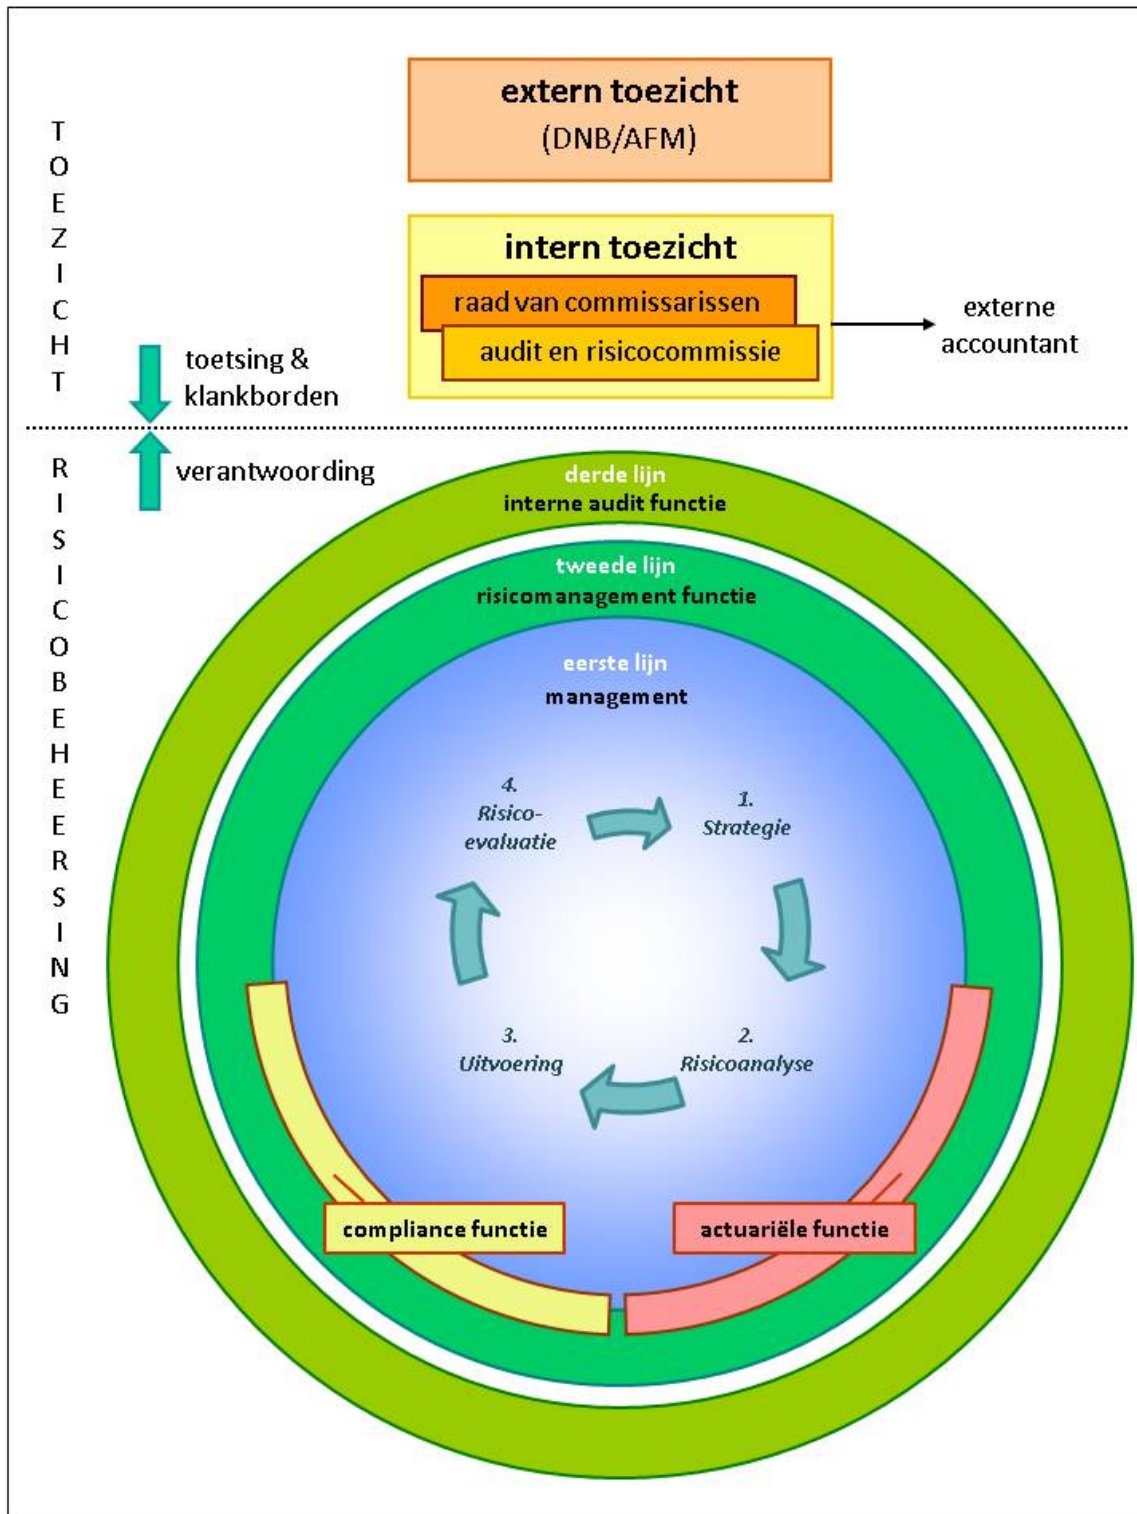 TOEZICHT
extern toezicht
(DNB/AFM)
intern toezicht
raad van commissarissen
audit en risicocommissie
externe
accountant
toetsing &
klankborden
RISICOBEHEERSING
verantwoording
derde lijn
interne audit functie
tweede lijn
risicomanagement functie
eerste lijn
management
4.
Risico-
evaluatie
1.
Strategie
3.
Uitvoering
2.
Risicoanalyse
compliance functie
actuariële functie